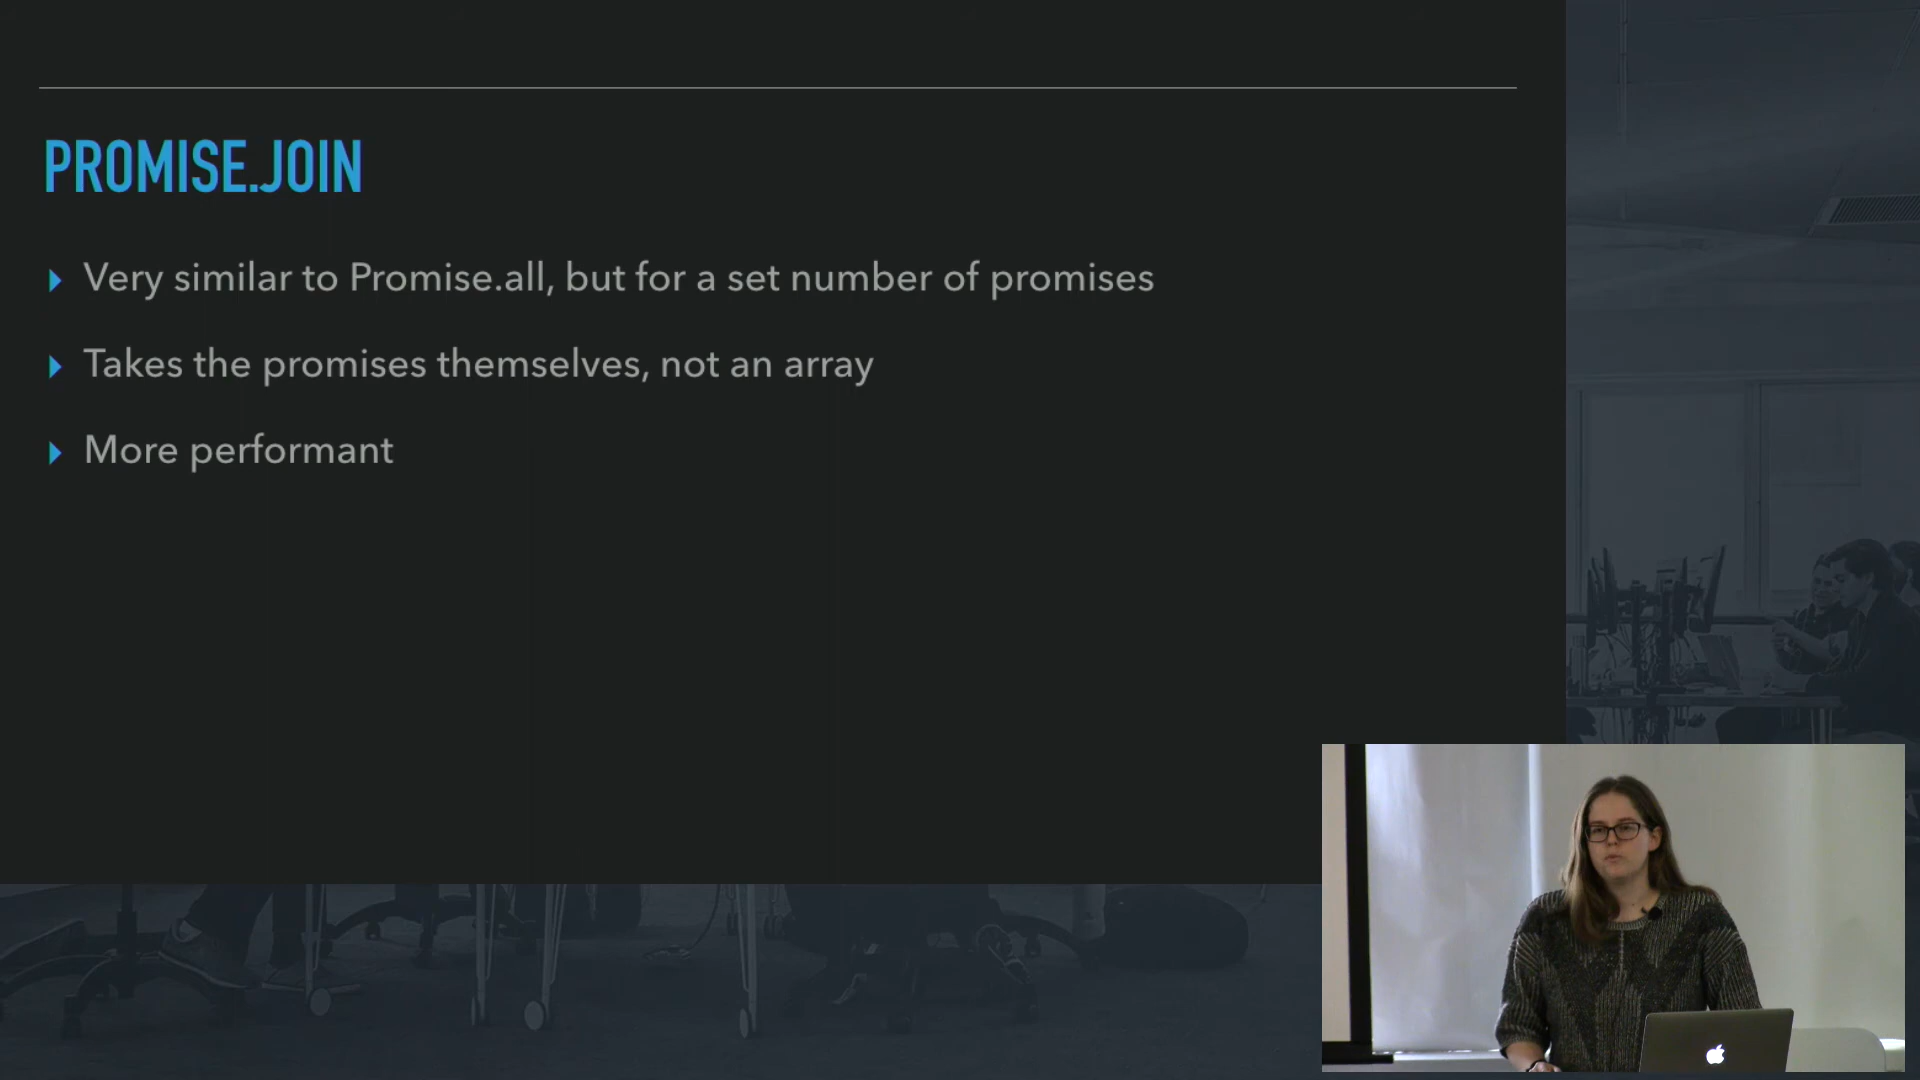 PROMISE.JOIN
Very similar to Promise.all, but for a set number of promises
Takes the promises themselves, not an array
More performant